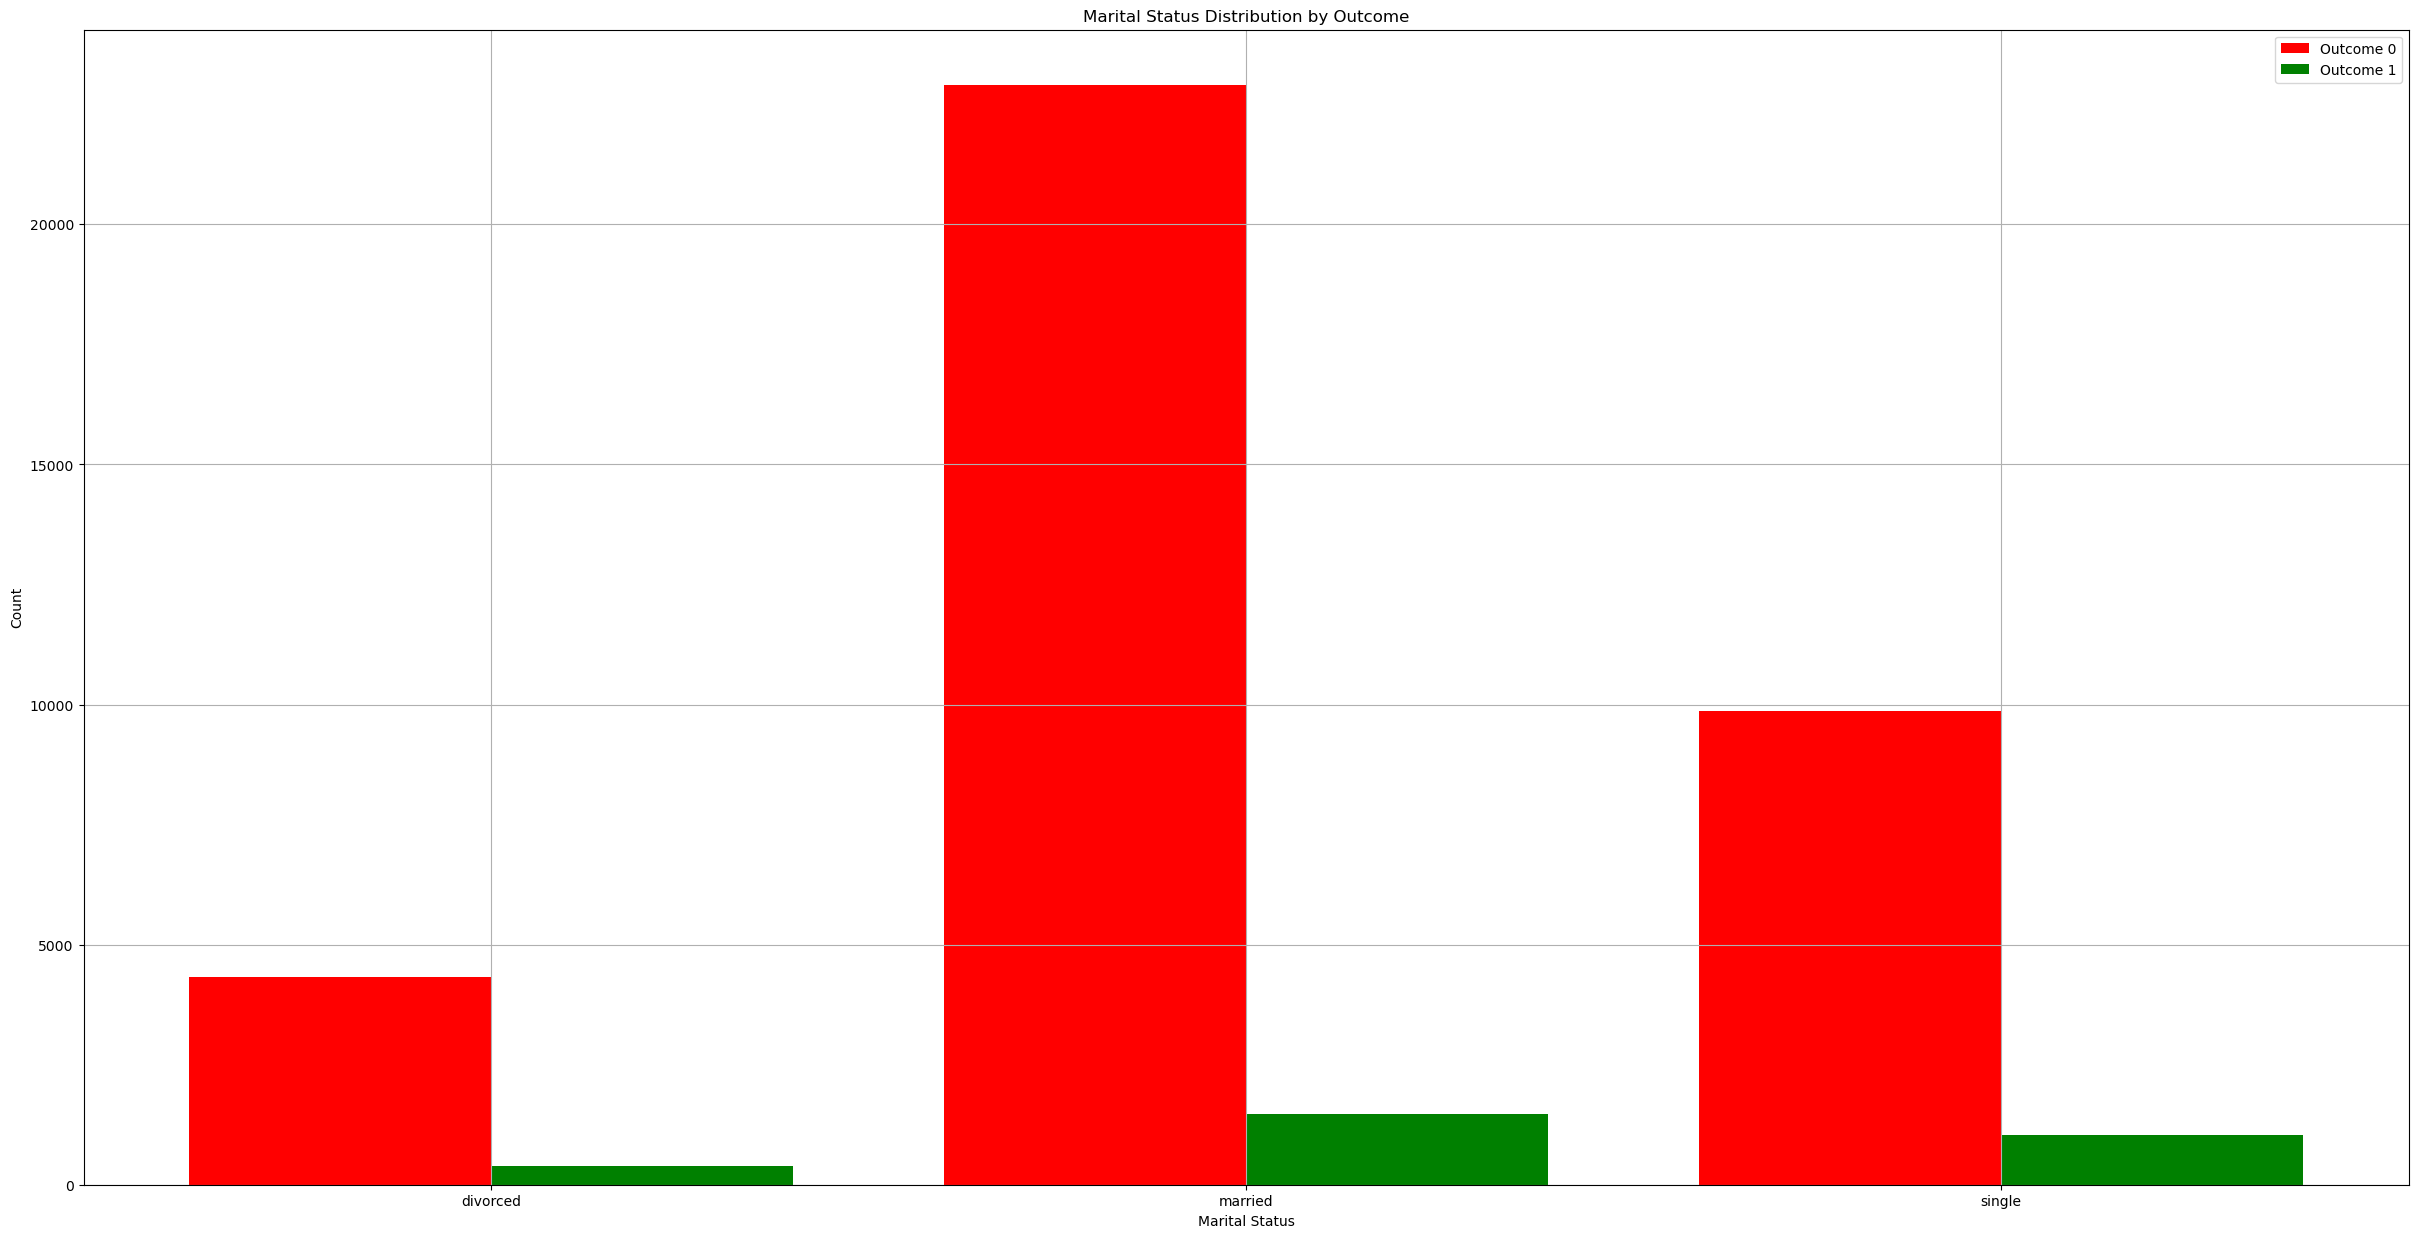 Marital Status Distribution by Outcome
Outcome 0
Outcome 1
20000
15000
10000
5000
0
Count
divorced
married
single
Marital Status